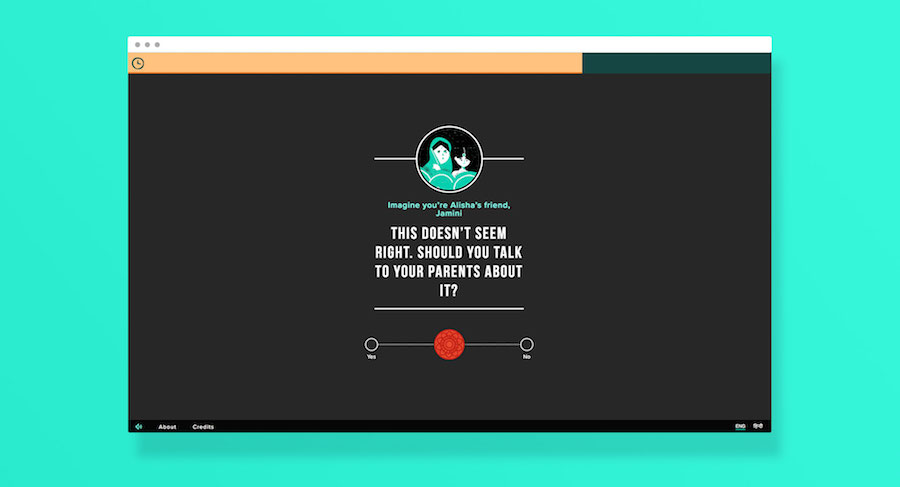 Imagine you're Alisha's friend,
Jamini
THIS DOESN'T SEEM
RIGHT. SHOULD YOU TALK
TO YOUR PARENTS ABOUT
IT?
Yes
No
About
Credits
ENG
हिन्दी